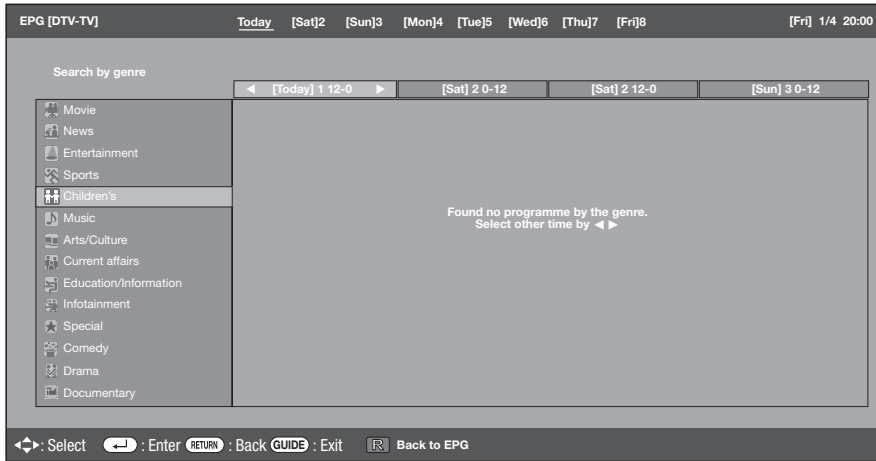 EPG [DTV-TV] Today [Sat]2 [Sun]3 [Mon]4 [Tue]5 [Wed]6 [Thu]7 [Fri]8 [Fri] 1/4 20:00
Search by genre
◀ [Today] 1 12-0 ▶ [Sat] 2 0-12 [Sat] 2 12-0 [Sun] 3 0-12
Movie
News
Entertainment
Sports
Children's
Music
Arts/Culture
Current affairs
Education/Information
Infotainment
Special
Comedy
Drama
Documentary
Found no programme by the genre.
Select other time by ◀ ▶
: Select : Enter RETURN : Back GUIDE : Exit R Back to EPG